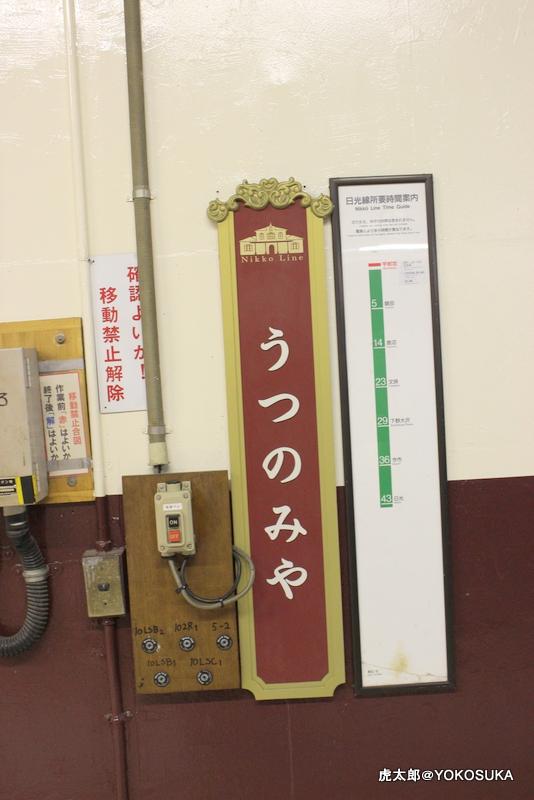 確認よいか!
移動禁止解除
移動禁止合図
作業前「赤」はよいか
終了後「解」はよいか
3
ON
OFF
10LSB2 102R1 5-2
10LSB1 10LSC1
Nikko Line
うつのみや
日光線所要時間案内
Nikkō Line Time Guide
宇都宮
5 鶴田
14 鹿沼
23 文挟
29 下野大沢
36 今市
43 日光
虎太郎@YOKOSUKA